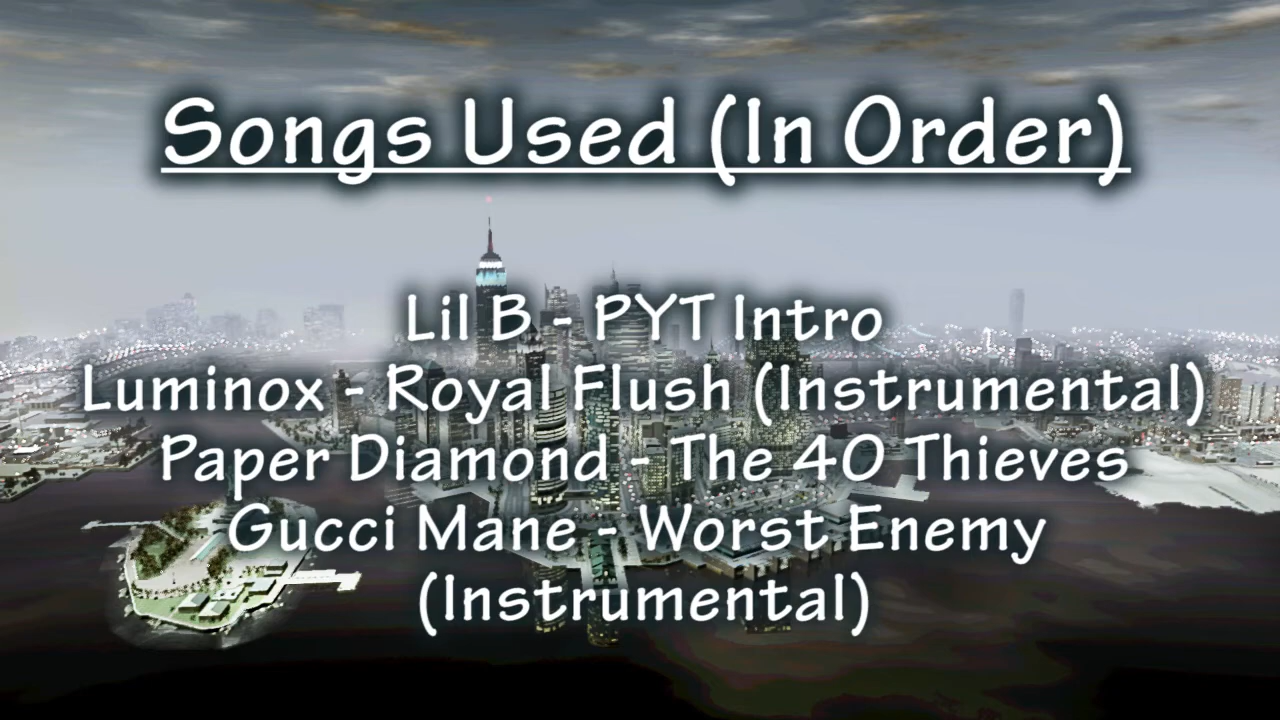 Songs Used (In Order)
Lil B - PYT Intro
Luminox - Royal Flush (Instrumental)
Paper Diamond - The 40 Thieves
Gucci Mane - Worst Enemy
(Instrumental)